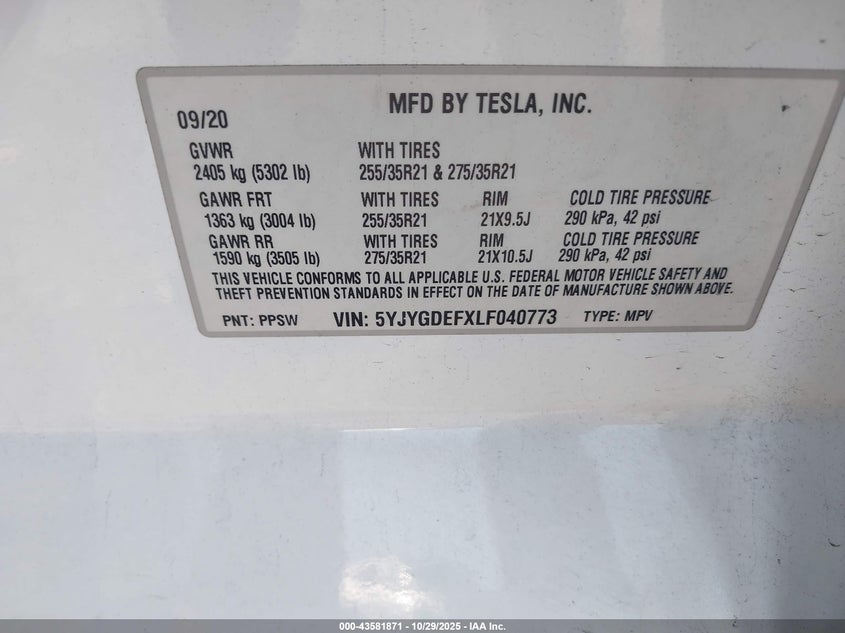 MFD BY TESLA, INC.
09/20
GVWR WITH TIRES
2405 kg (5302 lb) 255/35R21 & 275/35R21
GAWR FRT WITH TIRES RIM COLD TIRE PRESSURE
1363 kg (3004 lb) 255/35R21 21X9.5J 290 kPa, 42 psi
GAWR RR WITH TIRES RIM COLD TIRE PRESSURE
1590 kg (3505 lb) 275/35R21 21X10.5J 290 kPa, 42 psi
THIS VEHICLE CONFORMS TO ALL APPLICABLE U.S. FEDERAL MOTOR VEHICLE SAFETY AND
THEFT PREVENTION STANDARDS IN EFFECT ON THE DATE OF MANUFACTURE SHOWN ABOVE.
PNT: PPSW VIN: 5YJYGDEFXLF040773 TYPE: MPV
000-43581871 - 10/29/2025 - IAA Inc.